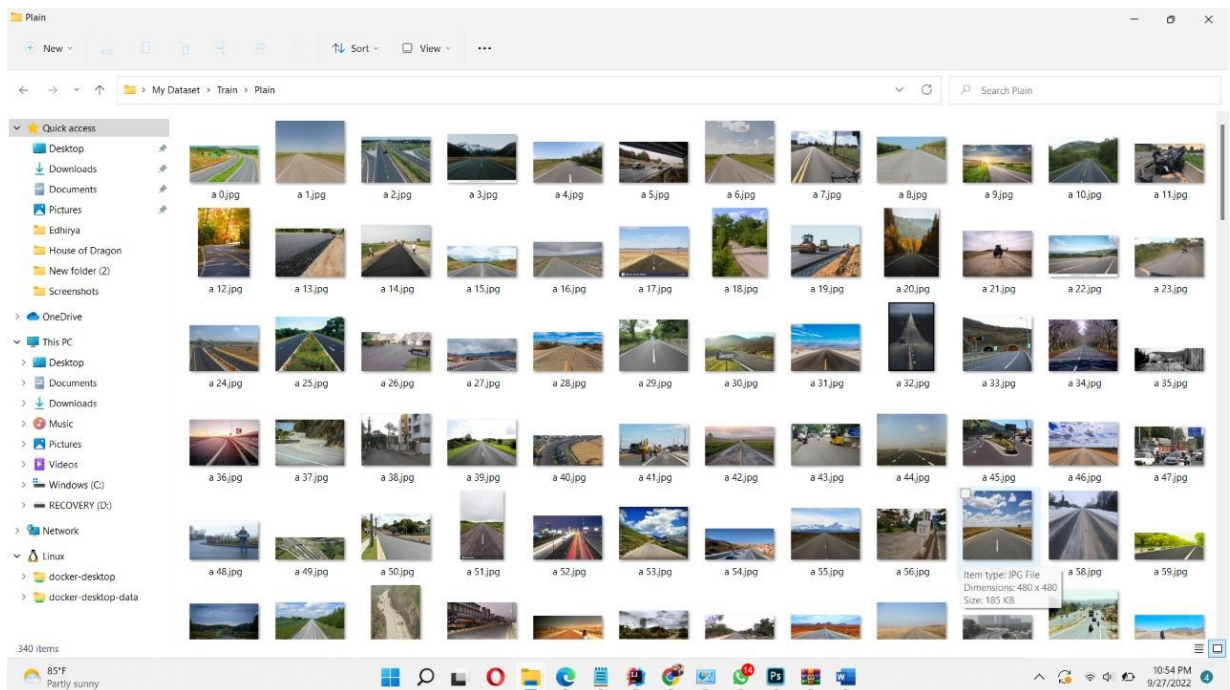 Plain
New
Sort
View
My Dataset > Train > Plain
Search Plain
Quick access
Desktop
Downloads
Documents
Pictures
Edhirya
House of Dragon
New folder (2)
Screenshots
OneDrive
This PC
Desktop
Documents
Downloads
Music
Pictures
Videos
Windows (C:)
RECOVERY (D:)
Network
Linux
docker-desktop
docker-desktop-data
a 0.jpg a 1.jpg a 2.jpg a 3.jpg a 4.jpg a 5.jpg a 6.jpg a 7.jpg a 8.jpg a 9.jpg a 10.jpg a 11.jpg
a 12.jpg a 13.jpg a 14.jpg a 15.jpg a 16.jpg a 17.jpg a 18.jpg a 19.jpg a 20.jpg a 21.jpg a 22.jpg a 23.jpg
a 24.jpg a 25.jpg a 26.jpg a 27.jpg a 28.jpg a 29.jpg a 30.jpg a 31.jpg a 32.jpg a 33.jpg a 34.jpg a 35.jpg
a 36.jpg a 37.jpg a 38.jpg a 39.jpg a 40.jpg a 41.jpg a 42.jpg a 43.jpg a 44.jpg a 45.jpg a 46.jpg a 47.jpg
a 48.jpg a 49.jpg a 50.jpg a 51.jpg a 52.jpg a 53.jpg a 54.jpg a 55.jpg a 56.jpg a 58.jpg a 59.jpg
Item type: JPG File
Dimensions: 480 x 480
Size: 185 KB
340 items
85°F
Partly sunny
14
Ps
10:54 PM
9/27/2022
4